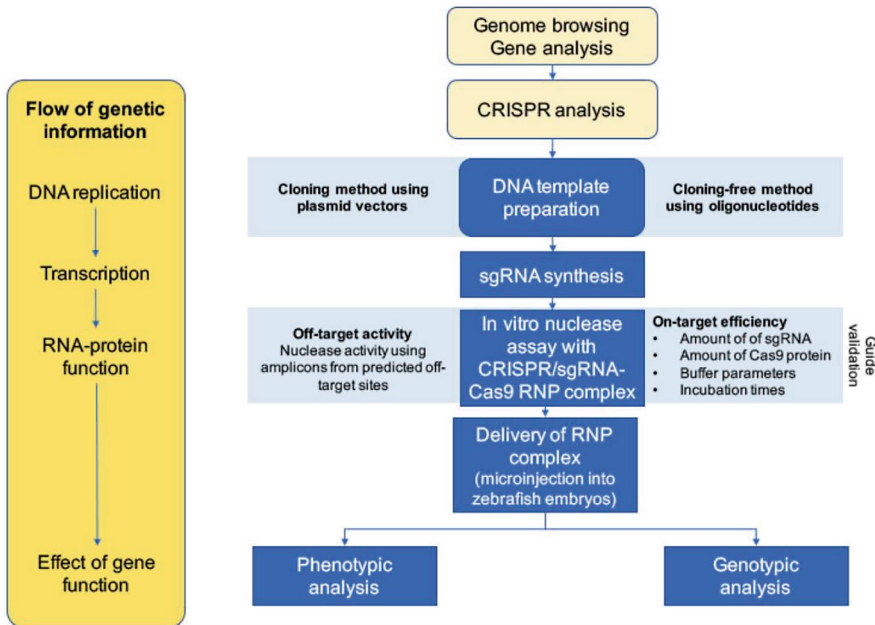 Flow of genetic
information
DNA replication
Transcription
RNA-protein
function
Effect of gene
function
Genome browsing
Gene analysis
CRISPR analysis
Cloning method using
plasmid vectors
DNA template
preparation
Cloning-free method
using oligonucleotides
sgRNA synthesis
Off-target activity
Nuclease activity using
amplicons from predicted off-
target sites
In vitro nuclease
assay with
CRISPR/sgRNA-
Cas9 RNP complex
On-target efficiency
• Amount of of sgRNA
• Amount of Cas9 protein
• Buffer parameters
• Incubation times
Guide
validation
Delivery of RNP
complex
(microinjection into
zebrafish embryos)
Phenotypic
analysis
Genotypic
analysis